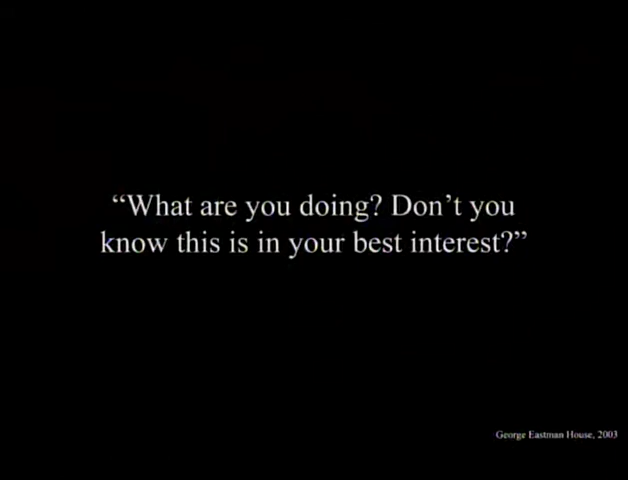 “What are you doing? Don’t you
know this is in your best interest?”
George Eastman House, 2003